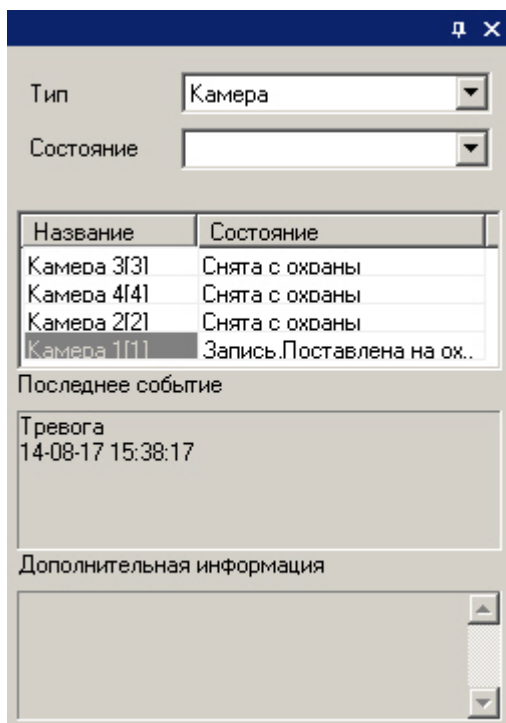 Тип Камера
Состояние
Название Состояние
Камера 3[3] Снята с охраны
Камера 4[4] Снята с охраны
Камера 2[2] Снята с охраны
Камера 1[1] Запись.Поставлена на ох..
Последнее событие
Тревога
14-08-17 15:38:17
Дополнительная информация